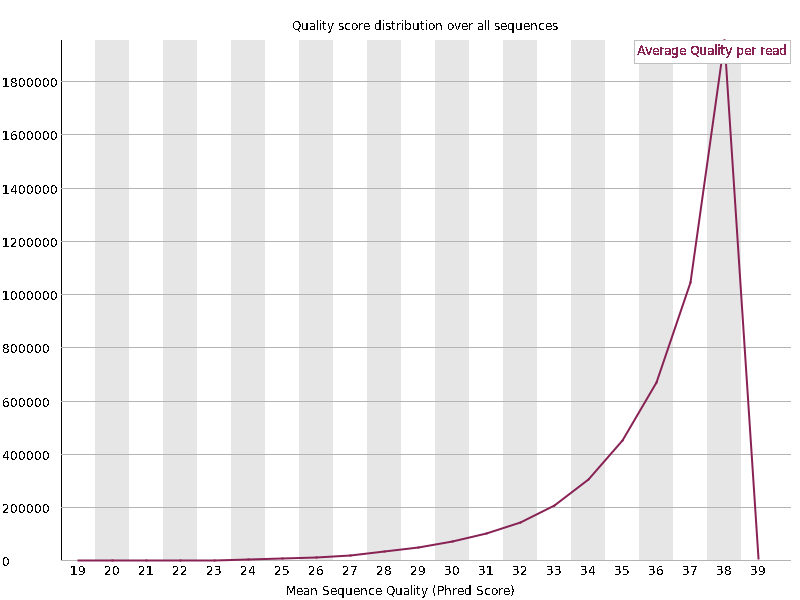 Quality score distribution over all sequences
Average Quality per read
1800000
1600000
1400000
1200000
1000000
800000
600000
400000
200000
0
19 20 21 22 23 24 25 26 27 28 29 30 31 32 33 34 35 36 37 38 39
Mean Sequence Quality (Phred Score)